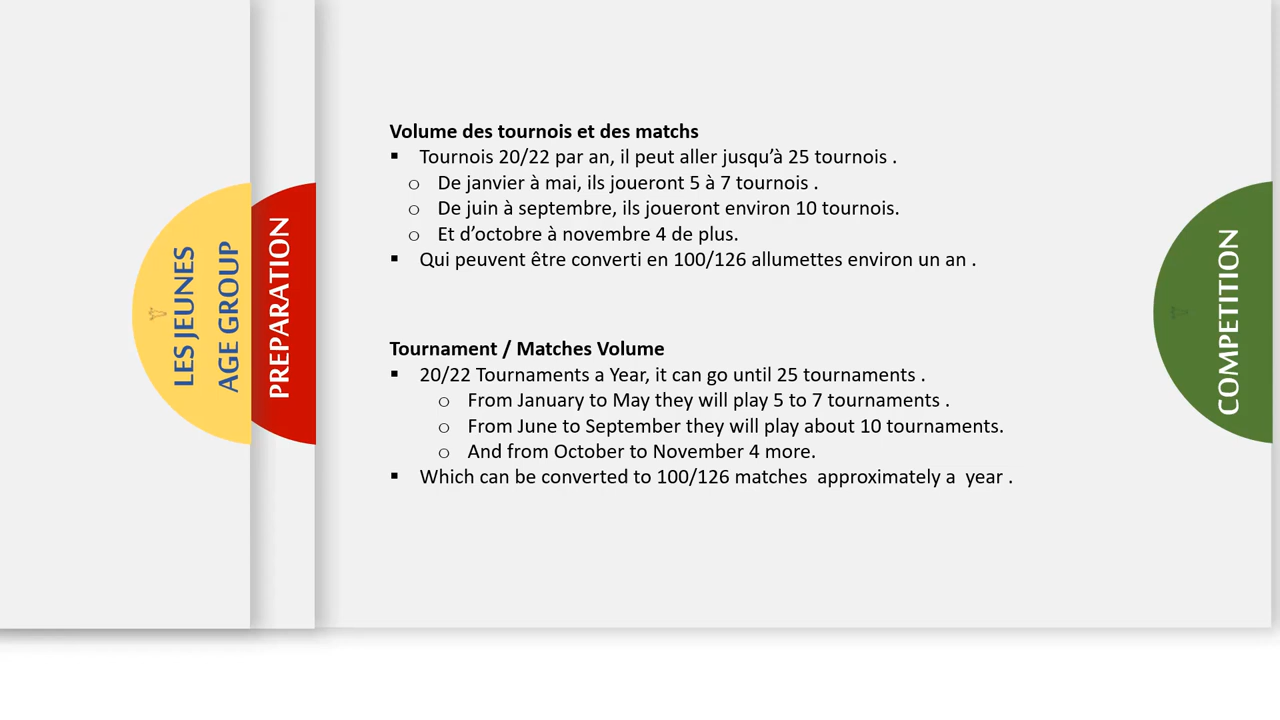 LES JEUNES
AGE GROUP
PREPARATION
Volume des tournois et des matchs
▪ Tournois 20/22 par an, il peut aller jusqu’à 25 tournois .
o De janvier à mai, ils joueront 5 à 7 tournois .
o De juin à septembre, ils joueront environ 10 tournois.
o Et d’octobre à novembre 4 de plus.
▪ Qui peuvent être converti en 100/126 allumettes environ un an .
Tournament / Matches Volume
▪ 20/22 Tournaments a Year, it can go until 25 tournaments .
o From January to May they will play 5 to 7 tournaments .
o From June to September they will play about 10 tournaments.
o And from October to November 4 more.
▪ Which can be converted to 100/126 matches  approximately a  year .
COMPETITION